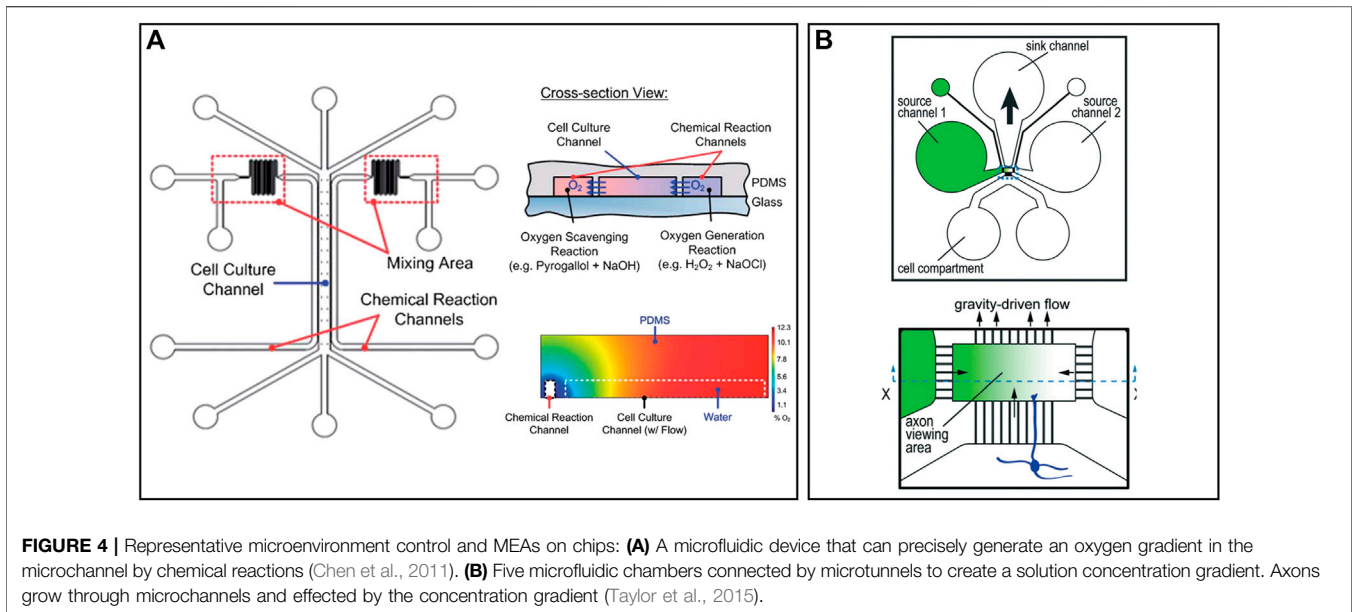 A
Mixing Area
Cell Culture
Channel
Chemical Reaction
Channels
Cross-section View:
Cell Culture
Channel
Chemical Reaction
Channels
O₂
O₂
PDMS
Glass
Oxygen Scavenging
Reaction
(e.g. Pyrogallol + NaOH)
Oxygen Generation
Reaction
(e.g. H₂O₂ + NaOCl)
PDMS
12.3
10.1
7.8
5.6
3.4
1.1
% O₂
Chemical Reaction
Channel
Cell Culture
Channel (w/ Flow)
Water
B
sink channel
source
channel 1
source
channel 2
cell compartment
gravity-driven flow
X
axon
viewing
area
FIGURE 4 | Representative microenvironment control and MEAs on chips: (A) A microfluidic device that can precisely generate an oxygen gradient in the
microchannel by chemical reactions (Chen et al., 2011). (B) Five microfluidic chambers connected by microtunnels to create a solution concentration gradient. Axons
grow through microchannels and effected by the concentration gradient (Taylor et al., 2015).